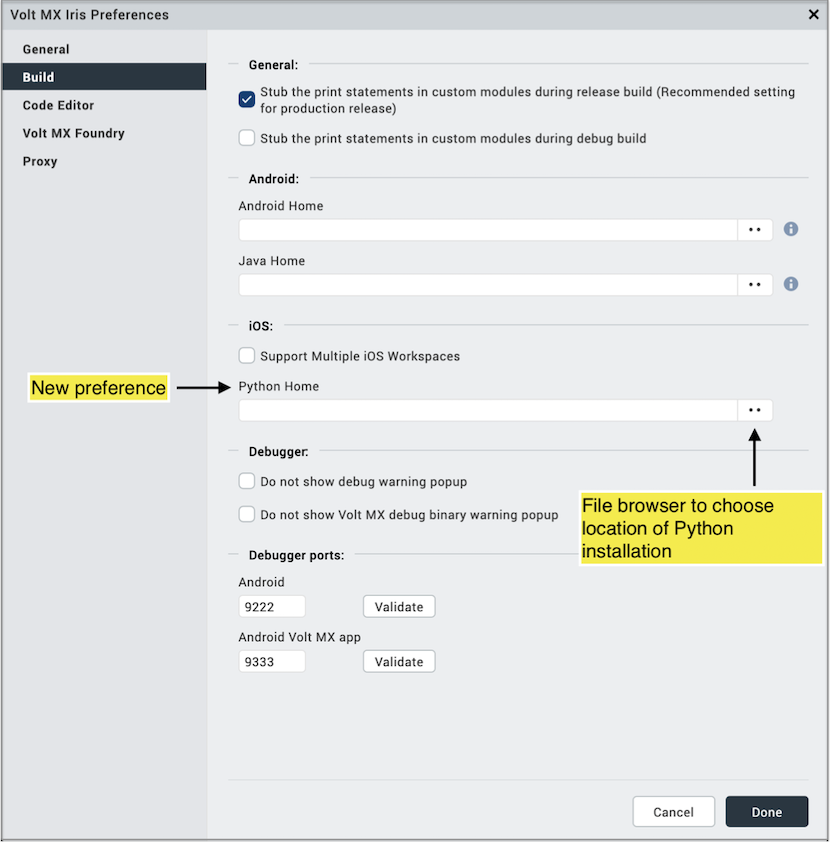 Volt MX Iris Preferences
General
Build
Code Editor
Volt MX Foundry
Proxy
General:
Stub the print statements in custom modules during release build (Recommended setting
for production release)
Stub the print statements in custom modules during debug build
Android:
Android Home
Java Home
iOS:
Support Multiple iOS Workspaces
New preference
Python Home
Debugger:
Do not show debug warning popup
Do not show Volt MX debug binary warning popup
File browser to choose
location of Python
installation
Debugger ports:
Android
9222 Validate
Android Volt MX app
9333 Validate
Cancel Done